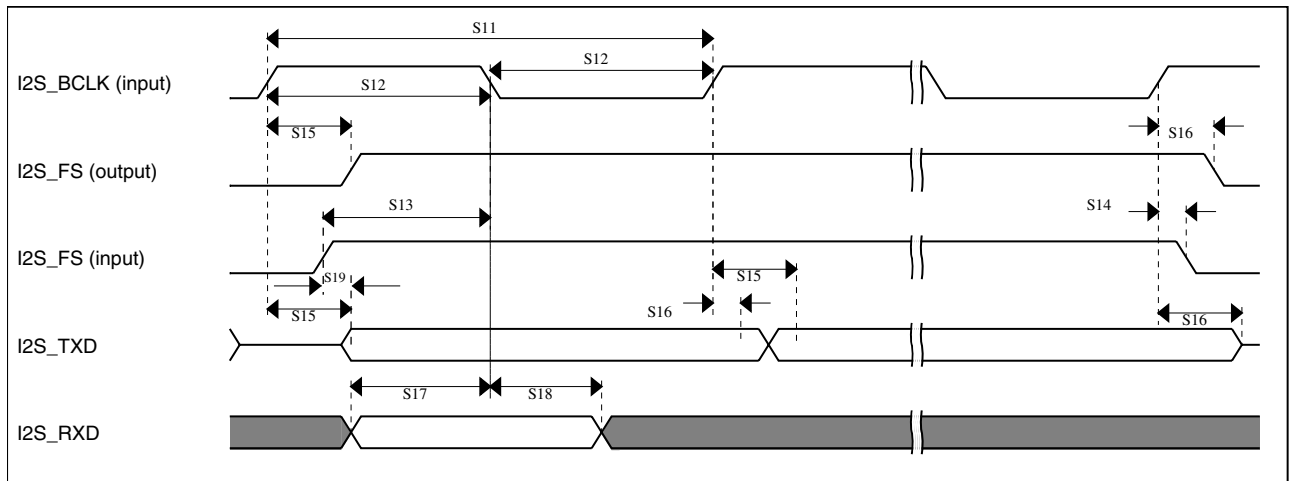 S11
S12
I2S_BCLK (input)
S12
S15
S16
I2S_FS (output)
S13
S14
I2S_FS (input)
S19
S15
S15
S16
S16
I2S_TXD
S17
S18
I2S_RXD